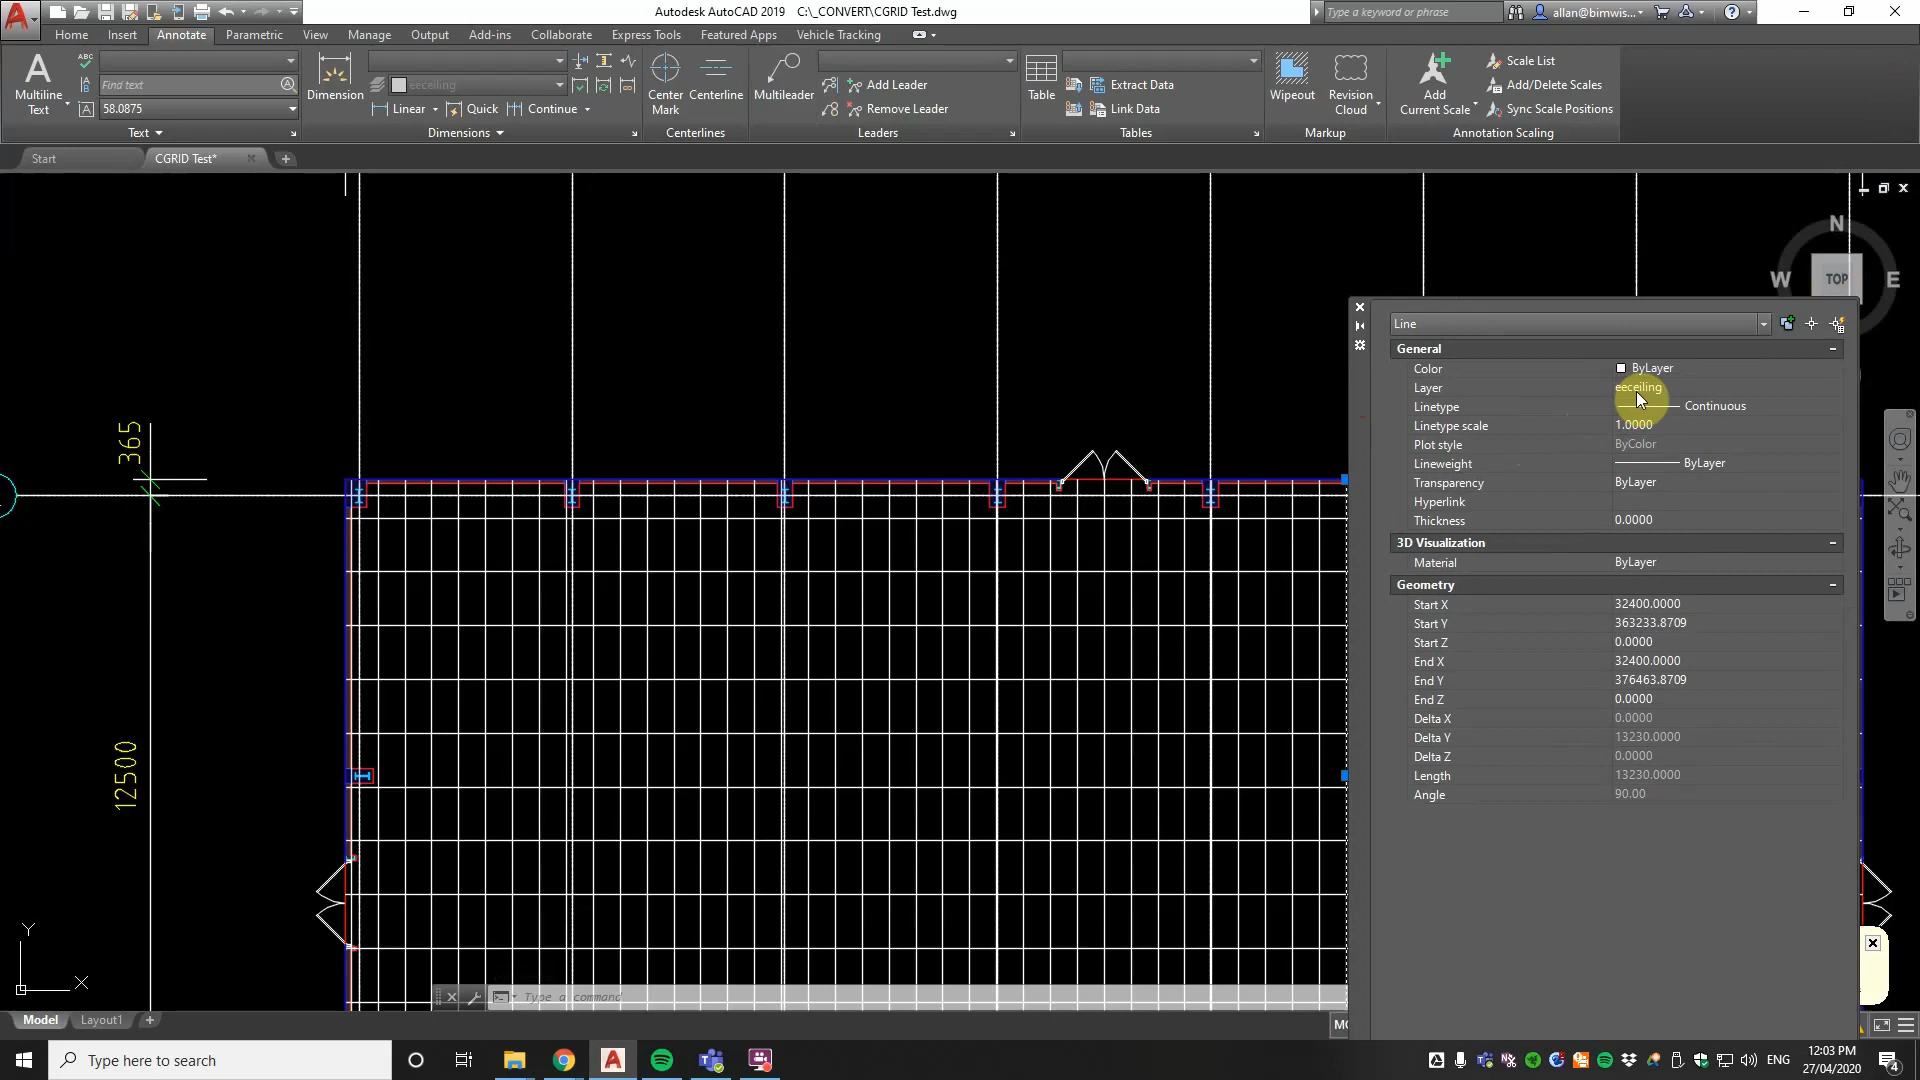 Autodesk AutoCAD 2019 C:\_CONVERT\CGRID Test.dwg
Type a keyword or phrase
allan@bimwis...
Home Insert Annotate Parametric View Manage Output Add-ins Collaborate Express Tools Featured Apps Vehicle Tracking
Multiline
Text
ABC
Find text
58.0875
Text
Dimension
eeceiling
Linear Quick Continue
Dimensions
Center
Mark
Centerline
Centerlines
Multileader
Add Leader
Remove Leader
Leaders
Table
Extract Data
Link Data
Tables
Wipeout
Revision
Cloud
Markup
Add
Current Scale
Scale List
Add/Delete Scales
Sync Scale Positions
Annotation Scaling
Start
CGRID Test*
N
W TOP E
365
12500
Y
X
Line
General
Color ByLayer
Layer eeceiling
Linetype Continuous
Linetype scale 1.0000
Plot style ByColor
Lineweight ByLayer
Transparency ByLayer
Hyperlink
Thickness 0.0000
3D Visualization
Material ByLayer
Geometry
Start X 32400.0000
Start Y 363233.8709
Start Z 0.0000
End X 32400.0000
End Y 376463.8709
End Z 0.0000
Delta X 0.0000
Delta Y 13230.0000
Delta Z 0.0000
Length 13230.0000
Angle 90.00
Type a command
Model Layout1
Type here to search
ENG
12:03 PM
27/04/2020
4